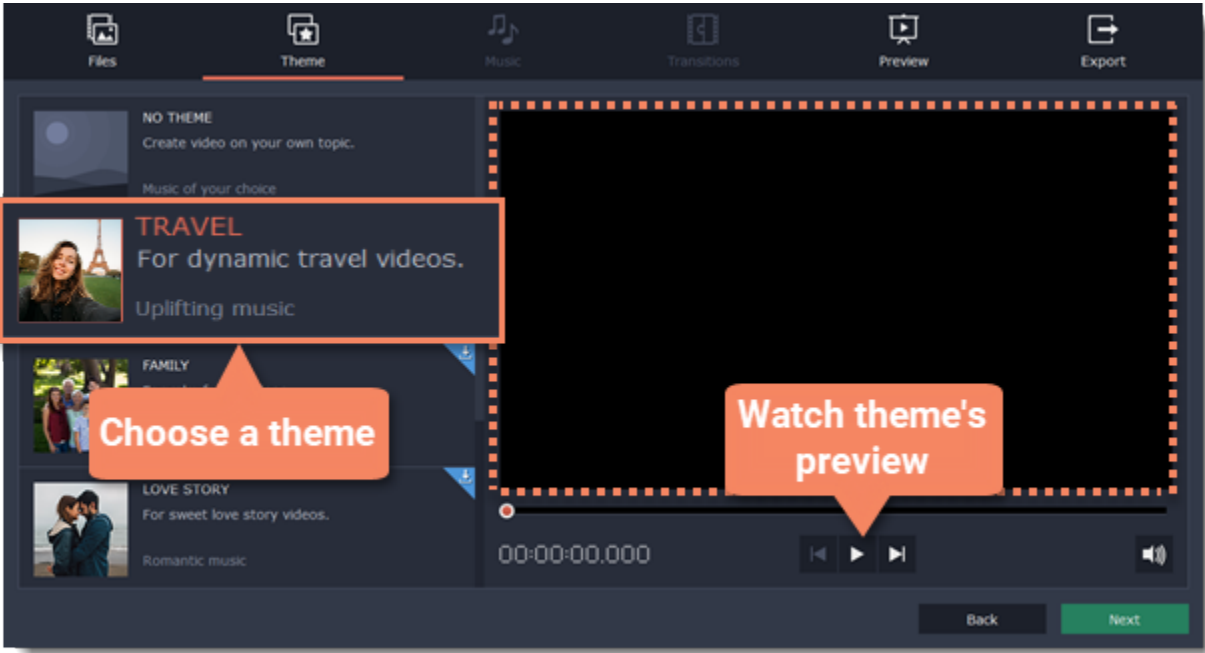 Files
Theme
Music
Transitions
Preview
Export
NO THEME
Create video on your own topic.
Music of your choice
TRAVEL
For dynamic travel videos.
Uplifting music
FAMILY
Choose a theme
LOVE STORY
For sweet love story videos.
Romantic music
Watch theme's
preview
00:00:00.000
Back
Next